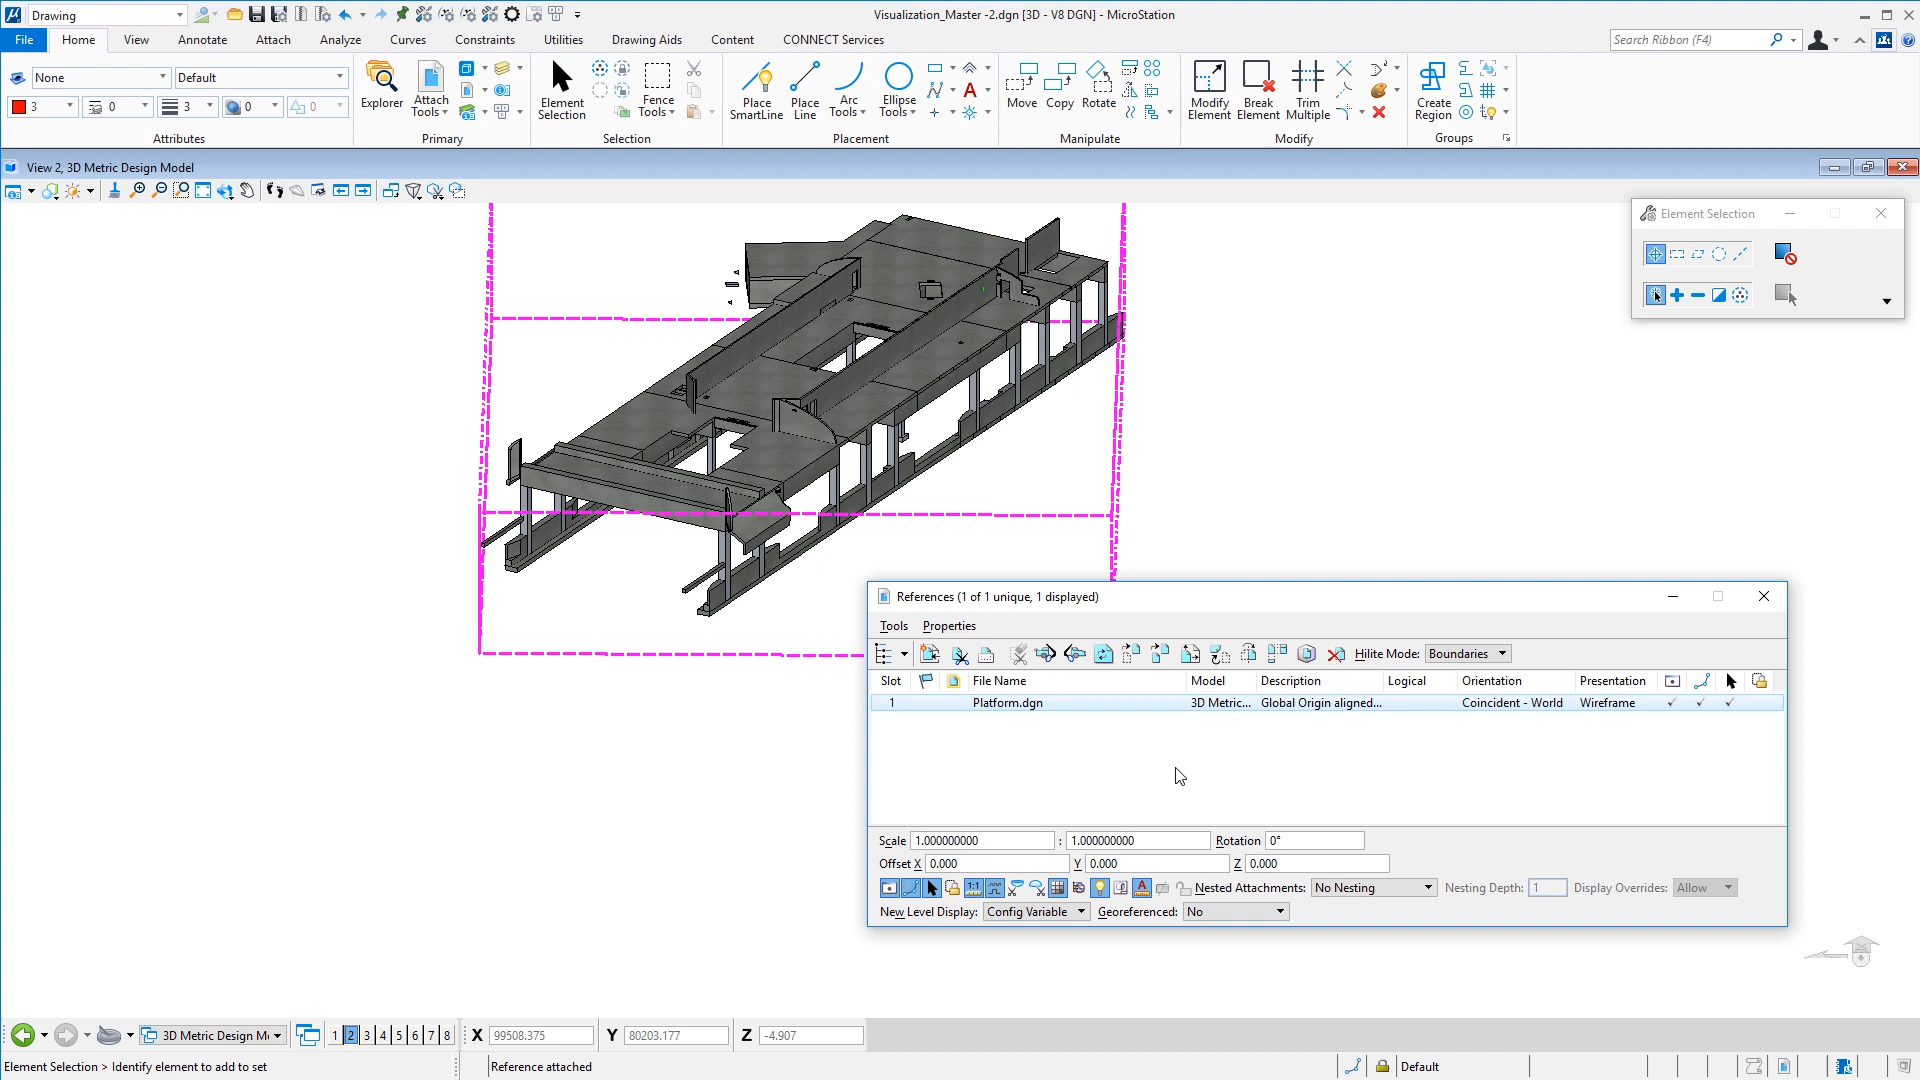 Drawing
Visualization_Master -2.dgn [3D - V8 DGN] - MicroStation
File Home View Annotate Attach Analyze Curves Constraints Utilities Drawing Aids Content CONNECT Services
Search Ribbon (F4)
None Default
3 0 3 0 0
Explorer
Attach Tools
Element Selection
Fence Tools
Place SmartLine
Place Line
Arc Tools
Ellipse Tools
Move Copy Rotate
Modify Element
Break Element
Trim Multiple
Create Region
Attributes Primary Selection Placement Manipulate Modify Groups
View 2, 3D Metric Design Model
Element Selection
References (1 of 1 unique, 1 displayed)
Tools Properties
Hilite Mode: Boundaries
Slot File Name Model Description Logical Orientation Presentation
1 Platform.dgn 3D Metric... Global Origin aligned... Coincident - World Wireframe
Scale 1.000000000 : 1.000000000 Rotation 0°
Offset X 0.000 Y 0.000 Z 0.000
1:1 Nested Attachments: No Nesting Nesting Depth: 1 Display Overrides: Allow
New Level Display: Config Variable Georeferenced: No
3D Metric Design M 1 2 3 4 5 6 7 8 X 99508.375 Y 80203.177 Z -4.907
Element Selection > Identify element to add to set Reference attached Default